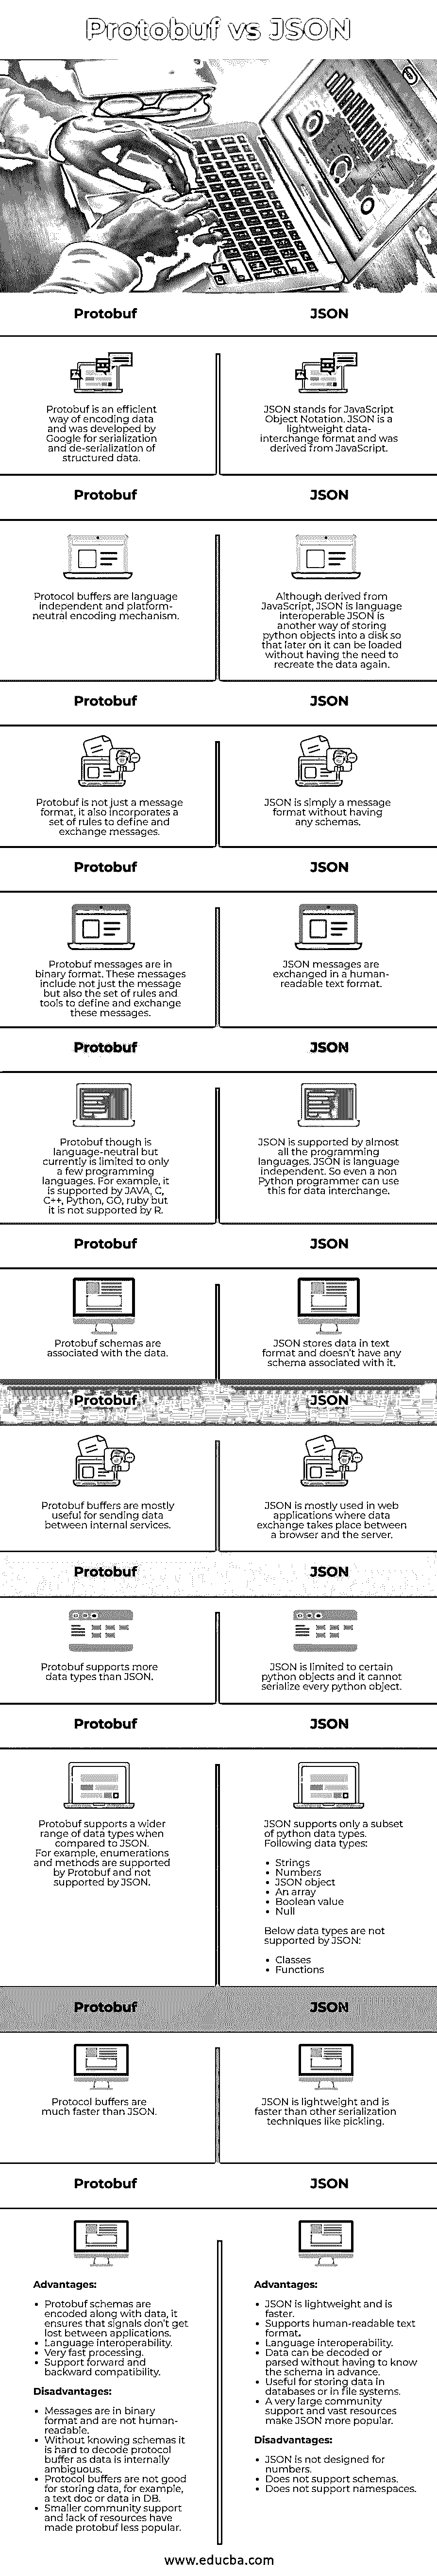 Protobuf vs JSON
Protobuf
JSON
Protobuf is an efficient
way of encoding data
and was developed by
Google for serialization
and de-serialization of
structured data.
JSON stands for JavaScript
Object Notation. JSON is a
lightweight data-
interchange format and was
derived from JavaScript.
Protobuf
JSON
Protocol buffers are language
independent and platform-
neutral encoding mechanism.
Although derived from
JavaScript, JSON is language
interoperable JSON is
another way of storing
python objects into a disk so
that later on it can be loaded
without having the need to
recreate the data again.
Protobuf
JSON
Protobuf is not just a message
format, it also incorporates a
set of rules to define and
exchange messages.
JSON is simply a message
format without having
any schemas.
Protobuf
JSON
Protobuf messages are in
binary format. These messages
include not just the message
but also the set of rules and
tools to define and exchange
these messages.
JSON messages are
exchanged in a human-
readable text format.
Protobuf
JSON
Protobuf though is
language-neutral but
currently is limited to only
a few programming
languages. For example, it
is supported by JAVA, C,
C++, Python, GO, ruby but
it is not supported by R.
JSON is supported by almost
all the programming
languages. JSON is language
independent. So even a non
Python programmer can use
this for data interchange.
Protobuf
JSON
Protobuf schemas are
associated with the data.
JSON stores data in text
format and doesn't have any
schema associated with it.
Protobuf
JSON
Protobuf buffers are mostly
useful for sending data
between internal services.
JSON is mostly used in web
applications where data
exchange takes place between
a browser and the server.
Protobuf
JSON
Protobuf supports more
data types than JSON.
JSON is limited to certain
python objects and it cannot
serialize every python object.
Protobuf
JSON
Protobuf supports a wider
range of data types when
compared to JSON.
For example, enumerations
and methods are supported
by Protobuf and not
supported by JSON.
JSON supports only a subset
of python data types.
Following data types:
• Strings
• Numbers
• JSON object
• An array
• Boolean value
• Null
Below data types are not
supported by JSON:
• Classes
• Functions
Protobuf
JSON
Protocol buffers are
much faster than JSON.
JSON is lightweight and is
faster than other serialization
techniques like pickling.
Protobuf
JSON
Advantages:
• Protobuf schemas are
encoded along with data, it
ensures that signals don't get
lost between applications.
• Language interoperability.
• Very fast processing.
• Support forward and
backward compatibility.
Disadvantages:
• Messages are in binary
format and are not human-
readable.
• Without knowing schemas it
is hard to decode protocol
buffer as data is internally
ambiguous.
• Protocol buffers are not good
for storing data, for example,
a text doc or data in DB.
• Smaller community support
and lack of resources have
made protobuf less popular.
Advantages:
• JSON is lightweight and is
faster.
• Supports human-readable text
format.
• Language interoperability.
• Data can be decoded or
parsed without having to know
the schema in advance.
• Useful for storing data in
databases or in file systems.
• A very large community
support and vast resources
make JSON more popular.
Disadvantages:
• JSON is not designed for
numbers.
• Does not support schemas.
• Does not support namespaces.
www.educba.com